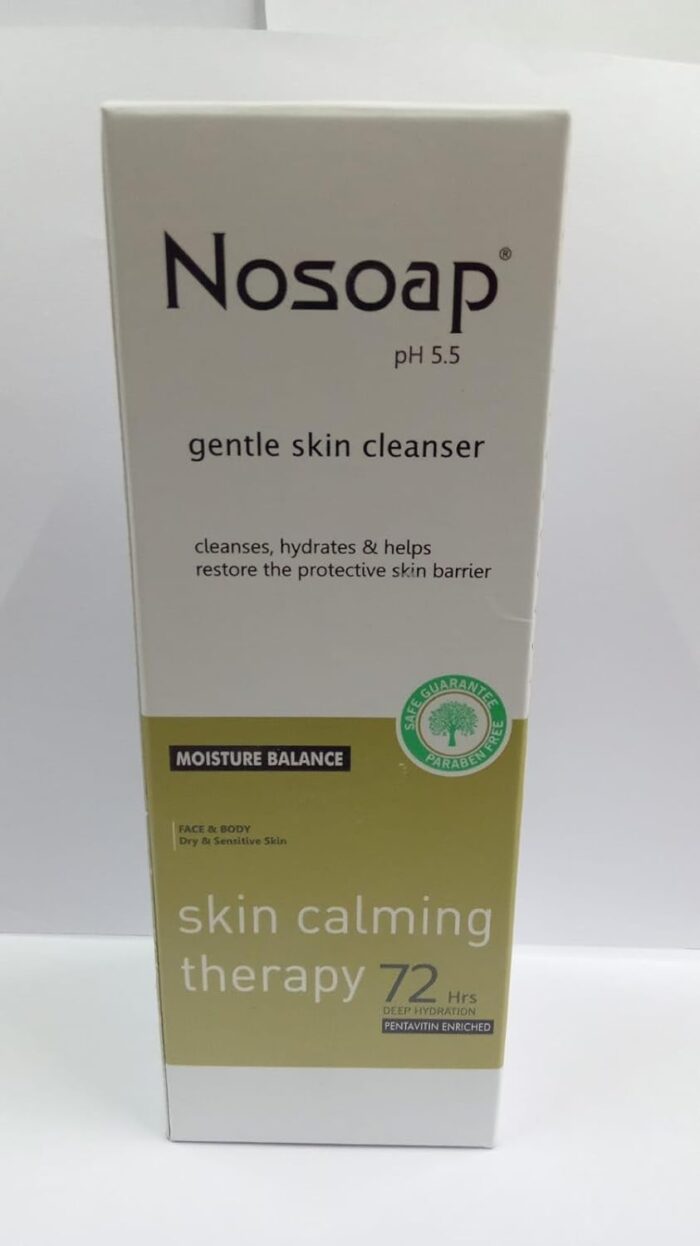 Nosoap®
pH 5.5
gentle skin cleanser
cleanses, hydrates & helps
restore the protective skin barrier
SAFE GUARANTEE
PARABEN FREE
MOISTURE BALANCE
FACE & BODY
Dry & Sensitive Skin
skin calming
therapy 72 Hrs
DEEP HYDRATION
PENTAVITIN ENRICHED